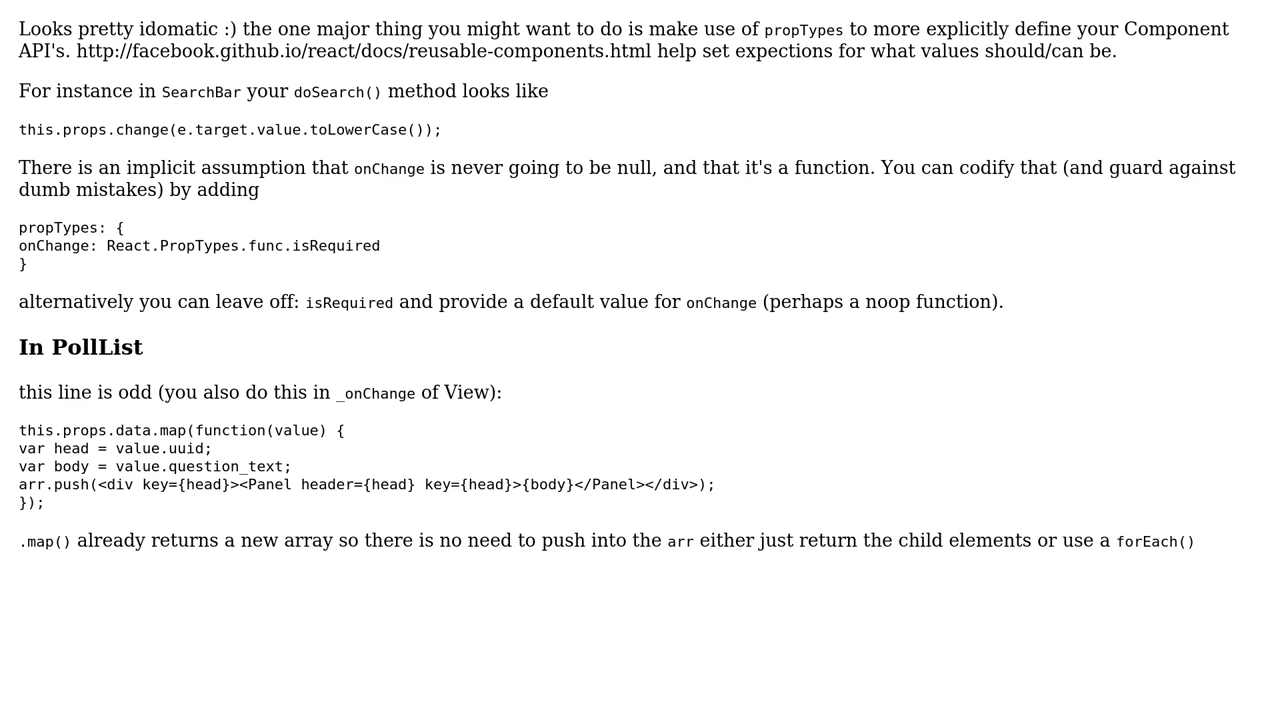 Looks pretty idomatic :) the one major thing you might want to do is make use of propTypes to more explicitly define your Component
API's. http://facebook.github.io/react/docs/reusable-components.html help set expections for what values should/can be.
For instance in SearchBar your doSearch() method looks like
this.props.change(e.target.value.toLowerCase());
There is an implicit assumption that onChange is never going to be null, and that it's a function. You can codify that (and guard against
dumb mistakes) by adding
propTypes: {
onChange: React.PropTypes.func.isRequired
}
alternatively you can leave off: isRequired and provide a default value for onChange (perhaps a noop function).
In PollList
this line is odd (you also do this in _onChange of View):
this.props.data.map(function(value) {
var head = value.uuid;
var body = value.question_text;
arr.push(<div key={head}><Panel header={head} key={head}>{body}</Panel></div>);
});
.map() already returns a new array so there is no need to push into the arr either just return the child elements or use a forEach()